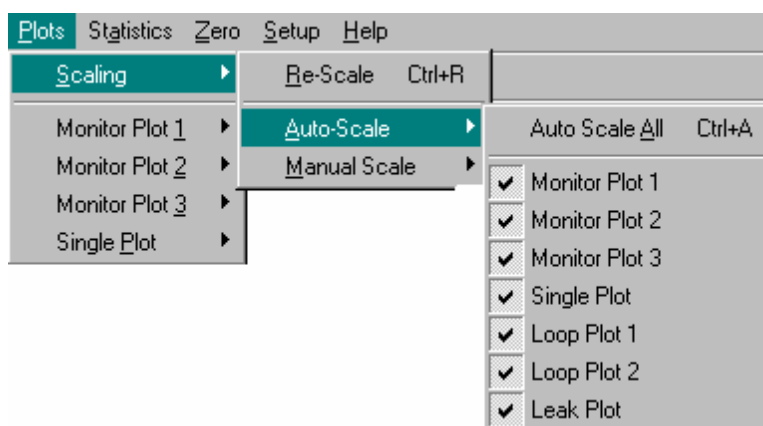 Plots Statistics Zero Setup Help
Scaling
Monitor Plot 1
Monitor Plot 2
Monitor Plot 3
Single Plot
Re-Scale Ctrl+R
Auto-Scale
Manual Scale
Auto Scale All Ctrl+A
Monitor Plot 1
Monitor Plot 2
Monitor Plot 3
Single Plot
Loop Plot 1
Loop Plot 2
Leak Plot